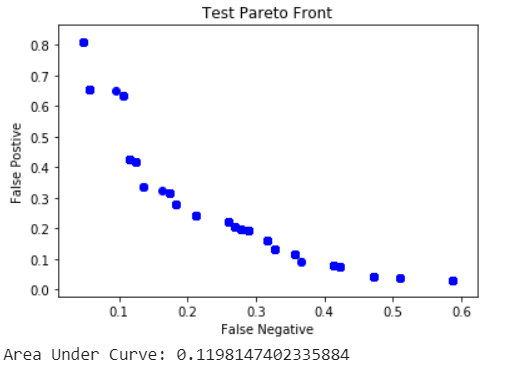 Test Pareto Front
0.8
0.7
0.6
0.5
0.4
0.3
0.2
0.1
0.0
False Postive
0.1 0.2 0.3 0.4 0.5 0.6
False Negative
Area Under Curve: 0.1198147402335884